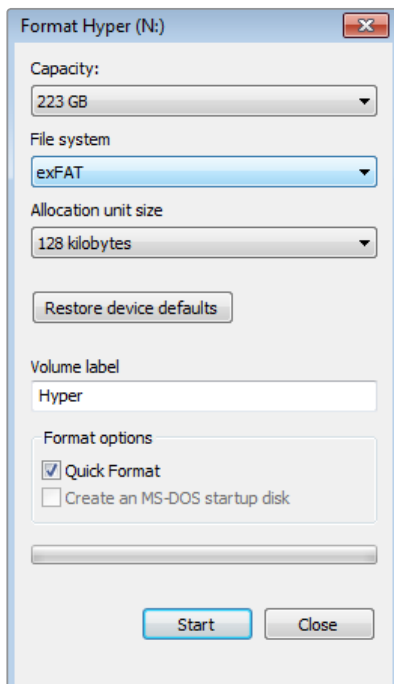 Format Hyper (N:)
Capacity:
223 GB
File system
exFAT
Allocation unit size
128 kilobytes
Restore device defaults
Volume label
Hyper
Format options
Quick Format
Create an MS-DOS startup disk
Start Close